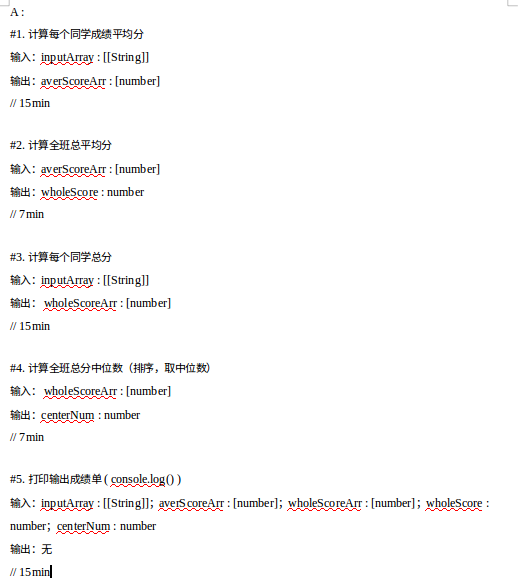 A :
#1. 计算每个同学成绩平均分
输入：inputArray : [[String]]
输出：averScoreArr : [number]
// 15min
#2. 计算全班总平均分
输入：averScoreArr : [number]
输出：wholeScore : number
// 7min
#3. 计算每个同学总分
输入：inputArray : [[String]]
输出： wholeScoreArr : [number]
// 15min
#4. 计算全班总分中位数（排序，取中位数）
输入： wholeScoreArr : [number]
输出：centerNum : number
// 7min
#5. 打印输出成绩单 ( console.log() )
输入：inputArray : [[String]]；averScoreArr : [number]；wholeScoreArr : [number]；wholeScore :
number；centerNum : number
输出：无
// 15min